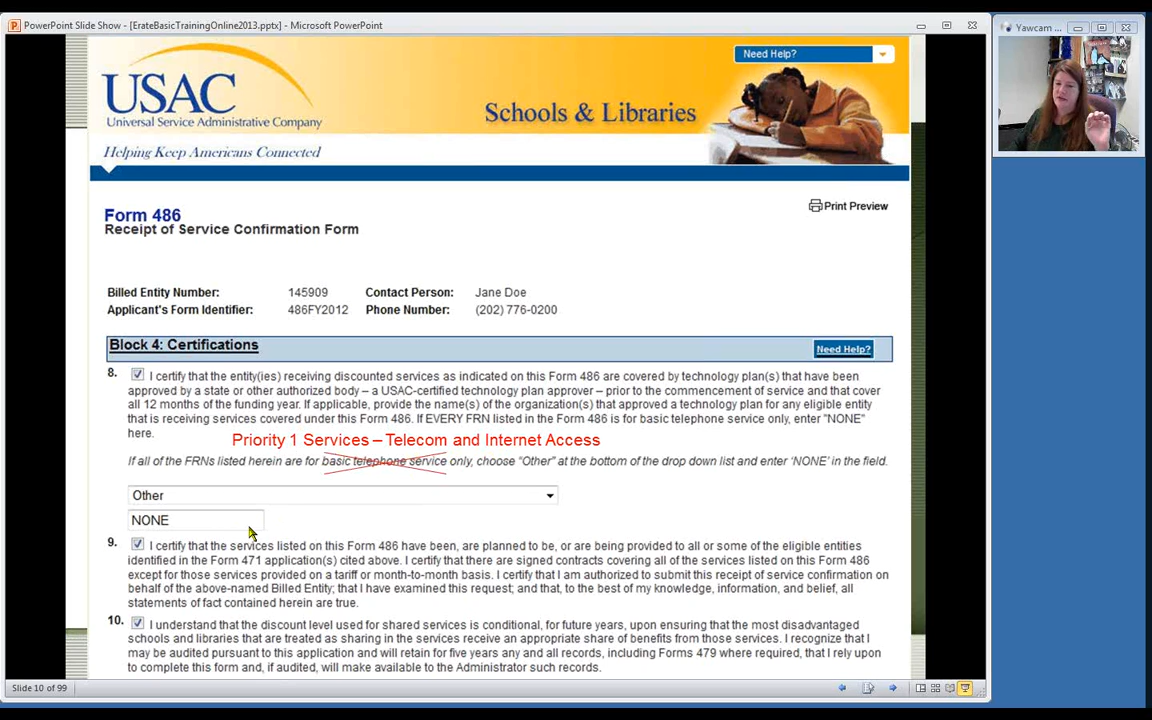 PowerPoint Slide Show - [ErateBasicTrainingOnline2013.pptx] - Microsoft PowerPoint
Yawcam ...
Need Help?
USAC
Universal Service Administrative Company
Schools & Libraries
Helping Keep Americans Connected
Form 486
Print Preview
Receipt of Service Confirmation Form
Billed Entity Number: 145909 Contact Person: Jane Doe
Applicant's Form Identifier: 486FY2012 Phone Number: (202) 776-0200
Block 4: Certifications
Need Help?
8. I certify that the entity(ies) receiving discounted services as indicated on this Form 486 are covered by technology plan(s) that have been
approved by a state or other authorized body – a USAC-certified technology plan approver – prior to the commencement of service and that cover
all 12 months of the funding year. If applicable, provide the name(s) of the organization(s) that approved a technology plan for any eligible entity
that is receiving services covered under this Form 486. If EVERY FRN listed in the Form 486 is for basic telephone service only, enter "NONE"
here.
Priority 1 Services – Telecom and Internet Access
If all of the FRNs listed herein are for basic telephone service only, choose "Other" at the bottom of the drop down list and enter 'NONE' in the field.
Other
NONE
9. I certify that the services listed on this Form 486 have been, are planned to be, or are being provided to all or some of the eligible entities
identified in the Form 471 application(s) cited above. I certify that there are signed contracts covering all of the services listed on this Form 486
except for those services provided on a tariff or month-to-month basis. I certify that I am authorized to submit this receipt of service confirmation on
behalf of the above-named Billed Entity; that I have examined this request; and that, to the best of my knowledge, information, and belief, all
statements of fact contained herein are true.
10. I understand that the discount level used for shared services is conditional, for future years, upon ensuring that the most disadvantaged
schools and libraries that are treated as sharing in the services receive an appropriate share of benefits from those services. I recognize that I
may be audited pursuant to this application and will retain for five years any and all records, including Forms 479 where required, that I rely upon
to complete this form and, if audited, will make available to the Administrator such records.
Slide 10 of 99